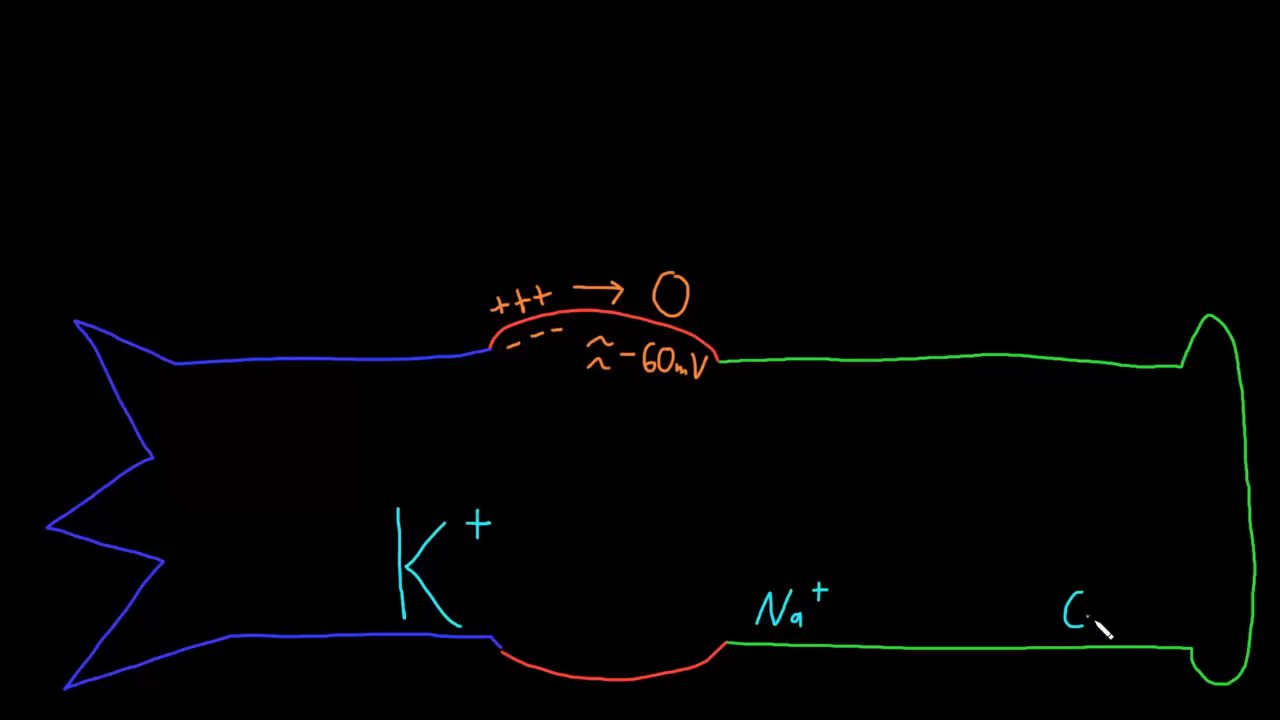 +++ → 0
--- ≈ -60mV
K+
Na+
C